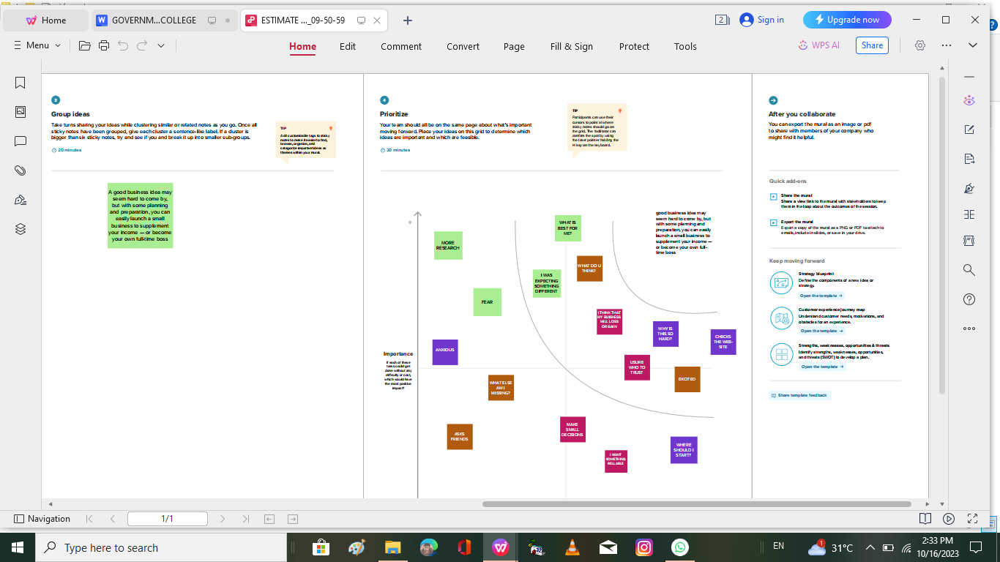 Home
GOVERNM...COLLEGE
ESTIMATE ..._09-50-59
2
Sign in
Upgrade now
Menu
Home
Edit
Comment
Convert
Page
Fill & Sign
Protect
Tools
WPS AI
Share
3
Group ideas
Take turns sharing your ideas while clustering similar or related notes as you go. Once all
sticky notes have been grouped, give each cluster a sentence-like label. If a cluster is
bigger than six sticky notes, try and see if you and break it up into smaller sub-groups.
20 minutes
TIP
Add customizable tags to sticky
notes to make it easier to find,
browse, organize, and
categorize important ideas as
themes within your mural.
A good business idea may
seem hard to come by,
but with some planning
and preparation, you can
easily launch a small
business to supplement
your income — or become
your own full-time boss
4
Prioritize
Your team should all be on the same page about what's important
moving forward. Place your ideas on this grid to determine which
ideas are important and which are feasible.
20 minutes
TIP
Participants can use their
cursors to point at where
sticky notes should go on
the grid. The facilitator can
confirm the spot by using
the laser pointer holding the
H key on the keyboard.
Importance
If each of these
tasks could get
done without any
difficulty or cost,
which would have
the most positive
impact?
MORE
RESEARCH
FEAR
ANXIOUS
WHAT ELSE
AM I
MISSING?
ASKS
FRIENDS
WHAT IS
BEST FOR
ME?
WHAT DO U
THINK?
I WAS
EXPECTING
SOMETHING
DIFFERENT
good business idea may
seem hard to come by, but
with some planning and
preparation, you can easily
launch a small business to
supplement your income —
or become your own full-
time boss
I THINK THAT
MY BUISNESS
WILL LOSS
OR GAIN
WHY IS
THIS SO
HARD?
CHECKS
THE WEB-
SITE
USURE
WHO TO
TRUST
EXCITED
MAKE
SMALL
DECISIONS
I WANT
SOMETHING
RELLABLE
WHERE
SHOULD I
START?
After you collaborate
You can export the mural as an image or pdf
to share with members of your company who
might find it helpful.
Quick add-ons
Share the mural
Share a view link to the mural with stakeholders to keep
them in the loop about the outcomes of the session.
Export the mural
Export a copy of the mural as a PNG or PDF to attach to
emails, include in slides, or save in your drive.
Keep moving forward
Strategy blueprint
Define the components of a new idea or
strategy.
Open the template →
Customer experience journey map
Understand customer needs, motivations, and
obstacles for an experience.
Open the template →
Strengths, weaknesses, opportunities & threats
Identify strengths, weaknesses, opportunities,
and threats (SWOT) to develop a plan.
Open the template →
Share template feedback
Navigation
1/1
Type here to search
EN
1
31°C
2:33 PM
10/16/2023